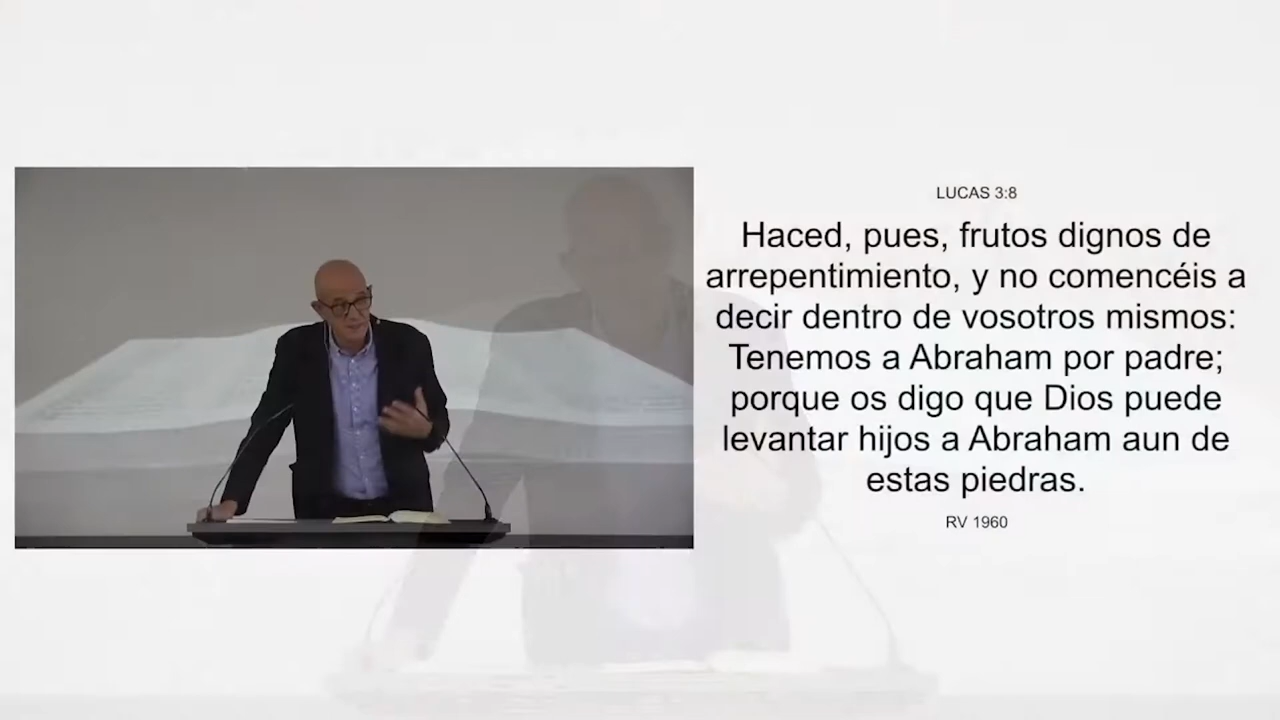 LUCAS 3:8
Haced, pues, frutos dignos de
arrepentimiento, y no comencéis a
decir dentro de vosotros mismos:
Tenemos a Abraham por padre;
porque os digo que Dios puede
levantar hijos a Abraham aun de
estas piedras.
RV 1960